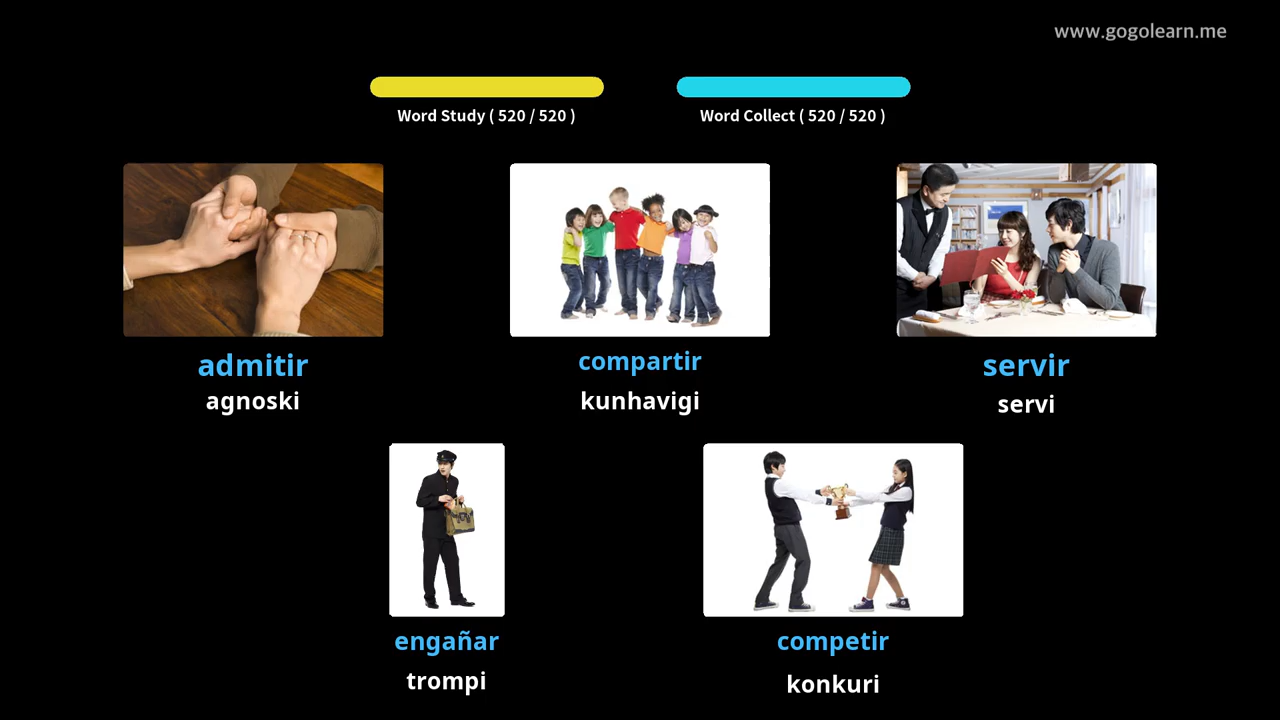 www.gogolearn.me
Word Study ( 520 / 520 )
Word Collect ( 520 / 520 )
admitir
agnoski
compartir
kunhavigi
servir
servi
engañar
trompi
competir
konkuri